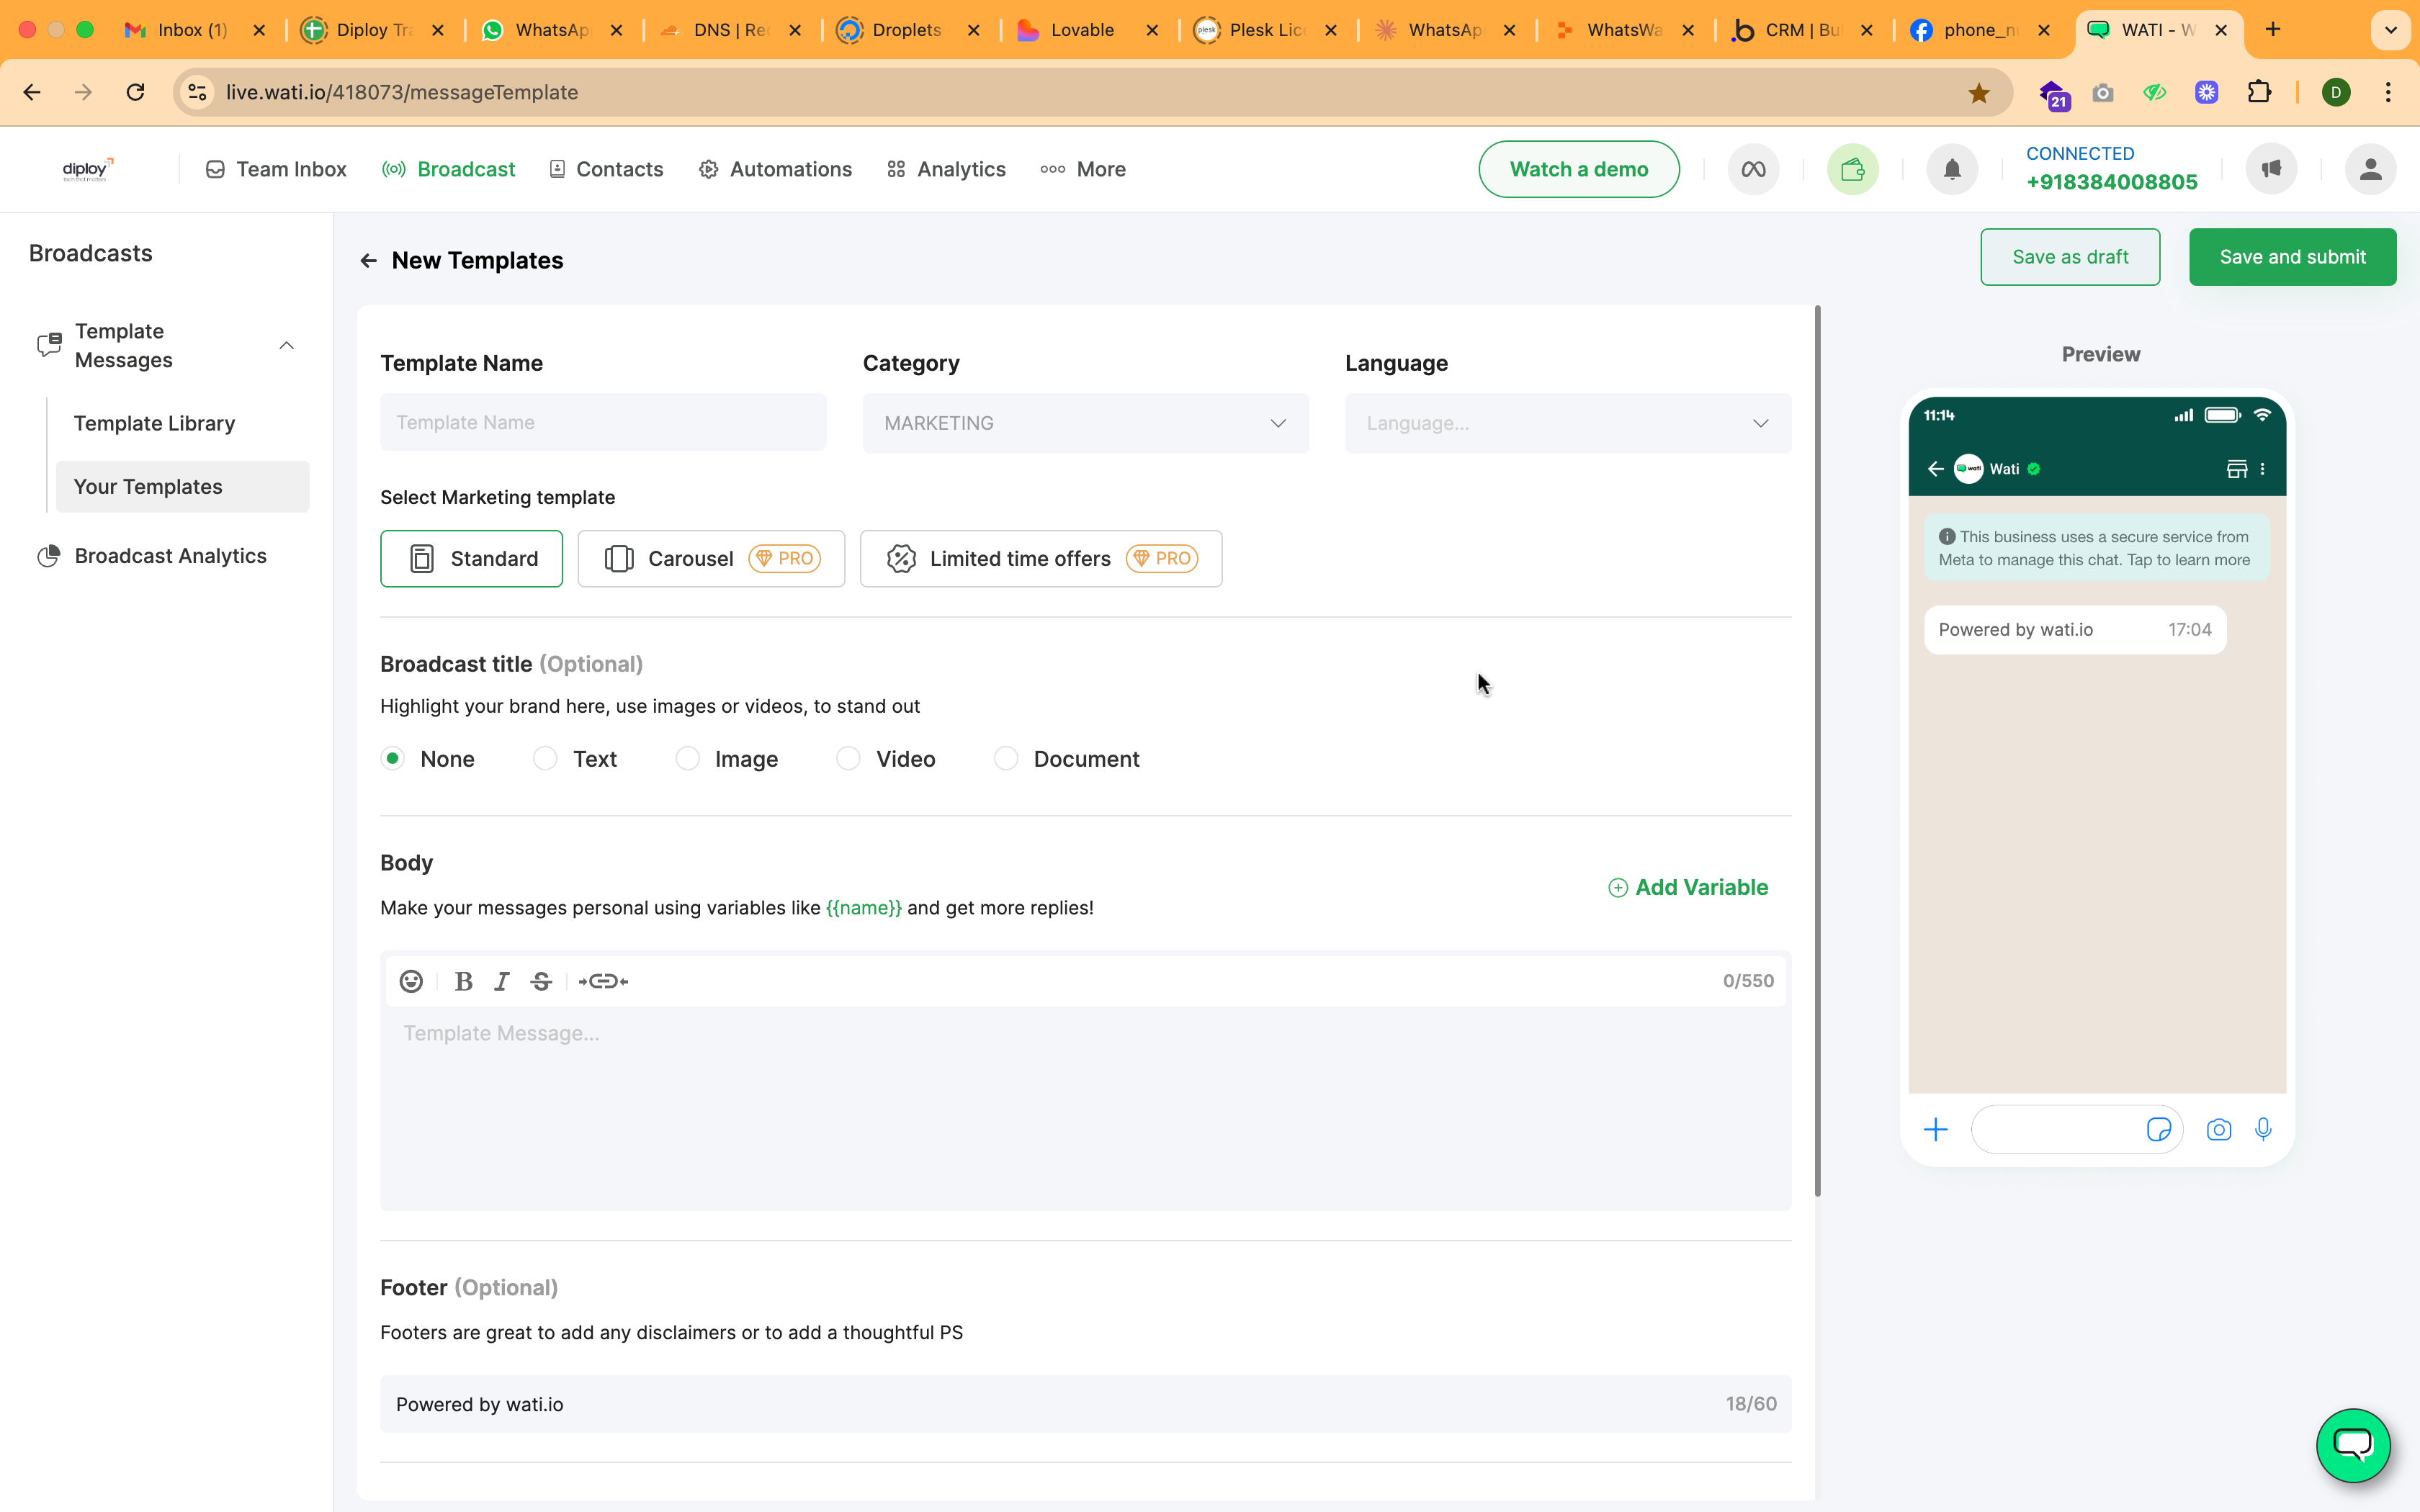 Inbox (1)
Diploy Tr
WhatsAp
DNS | Re
Droplets
Lovable
Plesk Lic
WhatsAp
WhatsWa
CRM | Bu
phone_n
WATI - W
live.wati.io/418073/messageTemplate
21
D
diploy
Team Inbox
Broadcast
Contacts
Automations
Analytics
More
Watch a demo
CONNECTED
+918384008805
Broadcasts
Template
Messages
Template Library
Your Templates
Broadcast Analytics
New Templates
Save as draft
Save and submit
Template Name
Category
Language
Template Name
MARKETING
Language...
Select Marketing template
Standard
Carousel
PRO
Limited time offers
PRO
Broadcast title (Optional)
Highlight your brand here, use images or videos, to stand out
None
Text
Image
Video
Document
Body
Make your messages personal using variables like {{name}} and get more replies!
Add Variable
B I S
0/550
Template Message...
Footer (Optional)
Footers are great to add any disclaimers or to add a thoughtful PS
Powered by wati.io
18/60
Preview
11:14
wati
Wati
This business uses a secure service from
Meta to manage this chat. Tap to learn more
Powered by wati.io
17:04